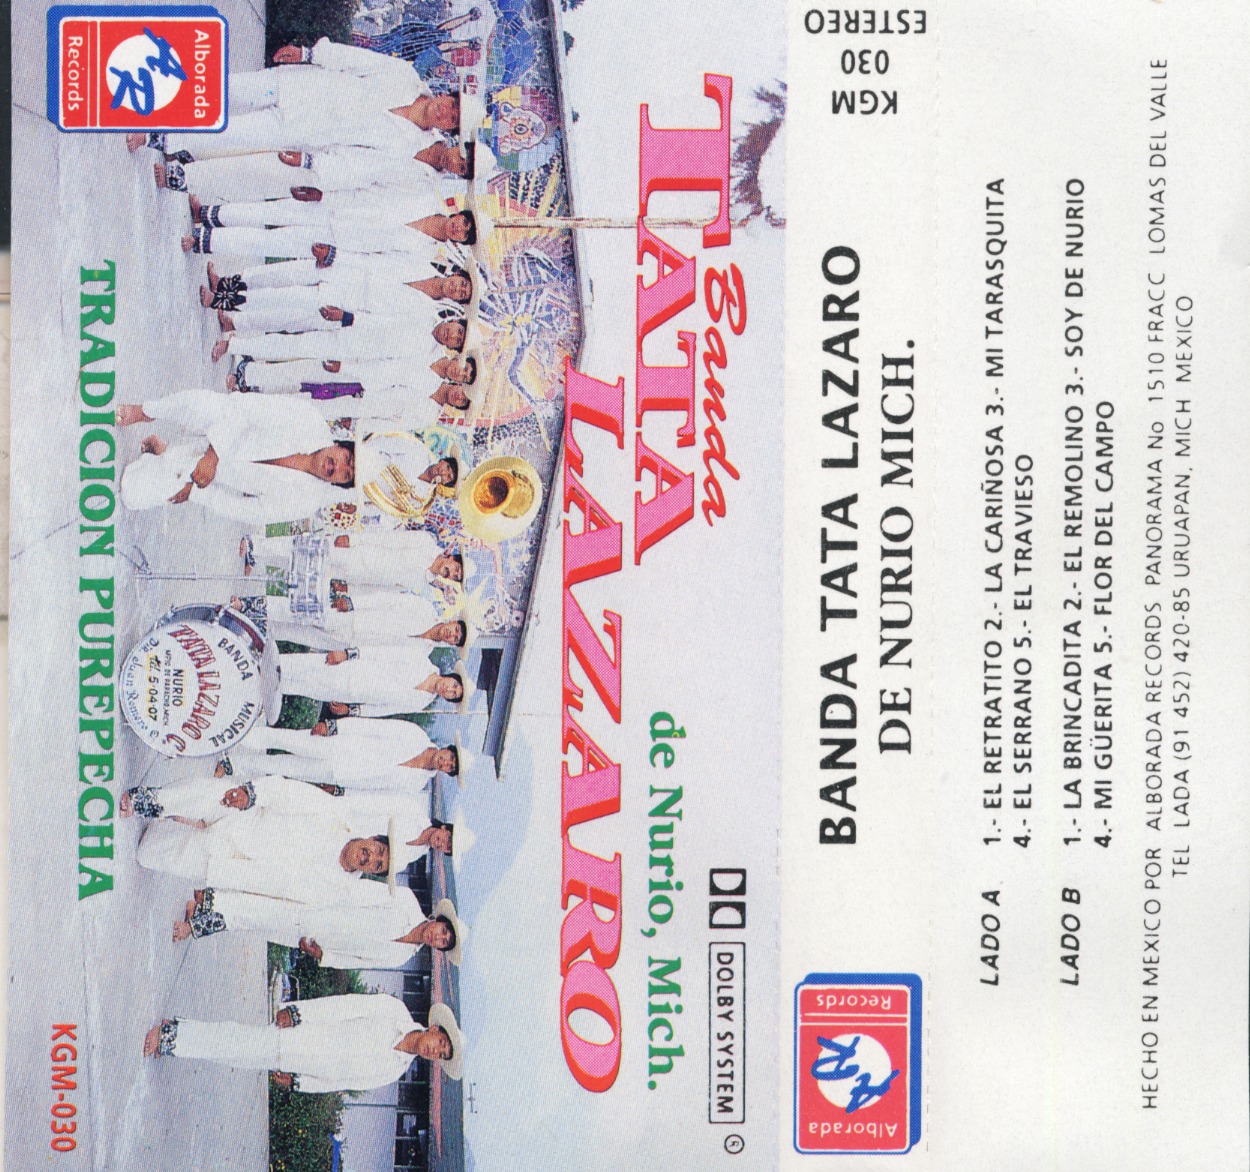 Banda
TATA
LAZARO
de Nurio, Mich.
DOLBY SYSTEM
®
Alborada
AR
Records
BANDA
MUSICAL
TATA LAZARO C.
NURIO
TRADICION PUREPECHA
KGM-030
KGM
030
ESTEREO
BANDA TATA LAZARO
DE NURIO MICH.
Alborada
AR
Records
LADO A 1.- EL RETRATITO 2.- LA CARIÑOSA 3.- MI TARASQUITA
4.- EL SERRANO 5.- EL TRAVIESO
LADO B 1.- LA BRINCADITA 2.- EL REMOLINO 3.- SOY DE NURIO
4.- MI GÜERITA 5.- FLOR DEL CAMPO
HECHO EN MEXICO POR ALBORADA RECORDS PANORAMA No 1510 FRACC LOMAS DEL VALLE
TEL LADA (91 452) 420-85 URUAPAN, MICH MEXICO